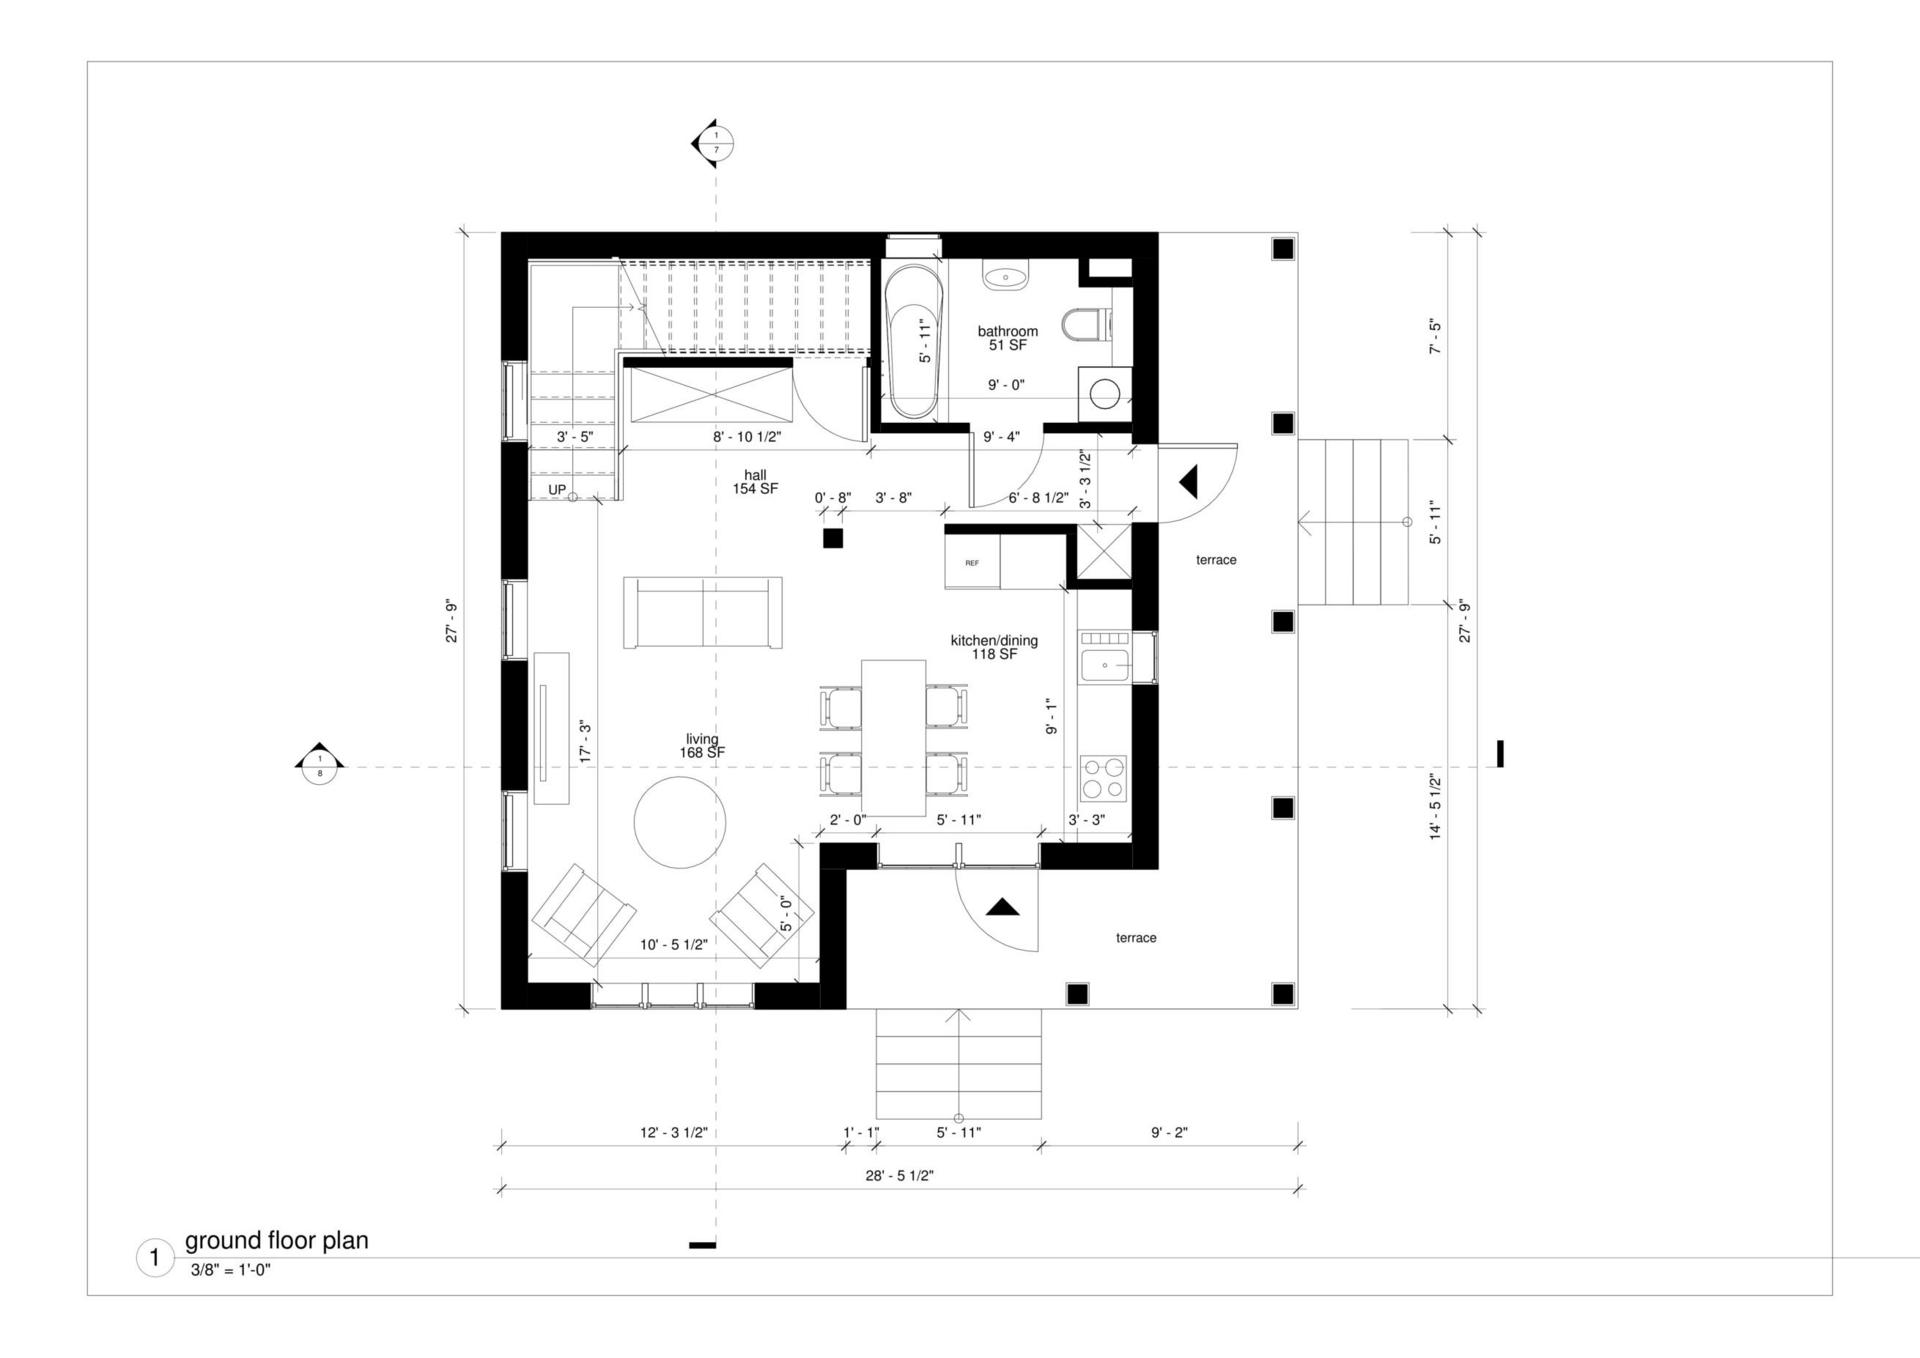 1
7
bathroom
51 SF
5' - 11"
9' - 0"
7' - 5"
3' - 5"
8' - 10 1/2"
9' - 4"
hall
154 SF
3' - 3 1/2"
UP
0' - 8"
3' - 8"
6' - 8 1/2"
5' - 11"
terrace
REF
27' - 9"
27' - 9"
kitchen/dining
118 SF
9' - 1"
17' - 3"
living
168 SF
1
8
14' - 5 1/2"
2' - 0"
5' - 11"
3' - 3"
5' - 0"
10' - 5 1/2"
terrace
12' - 3 1/2"
1' - 1"
5' - 11"
9' - 2"
28' - 5 1/2"
1
ground floor plan
3/8" = 1'-0"